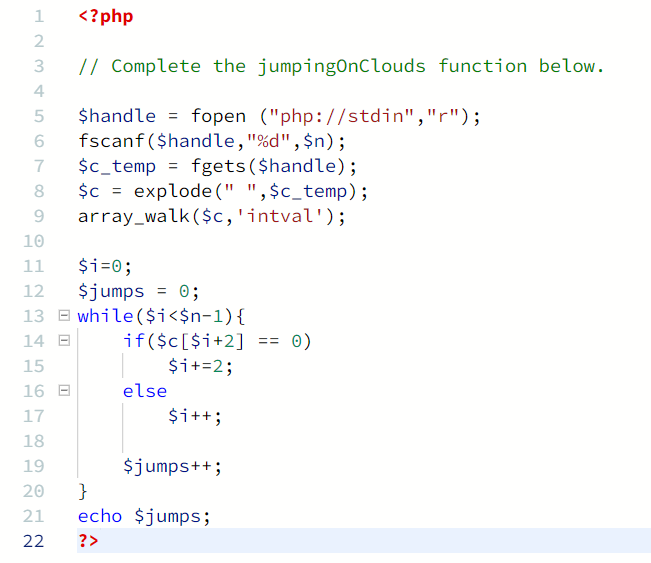 1 <?php
2
3 // Complete the jumpingOnClouds function below.
4
5 $handle = fopen ("php://stdin","r");
6 fscanf($handle,"%d",$n);
7 $c_temp = fgets($handle);
8 $c = explode(" ",$c_temp);
9 array_walk($c,'intval');
10
11 $i=0;
12 $jumps = 0;
13 while($i<$n-1){
14     if($c[$i+2] == 0)
15         $i+=2;
16     else
17         $i++;
18
19     $jumps++;
20 }
21 echo $jumps;
22 ?>